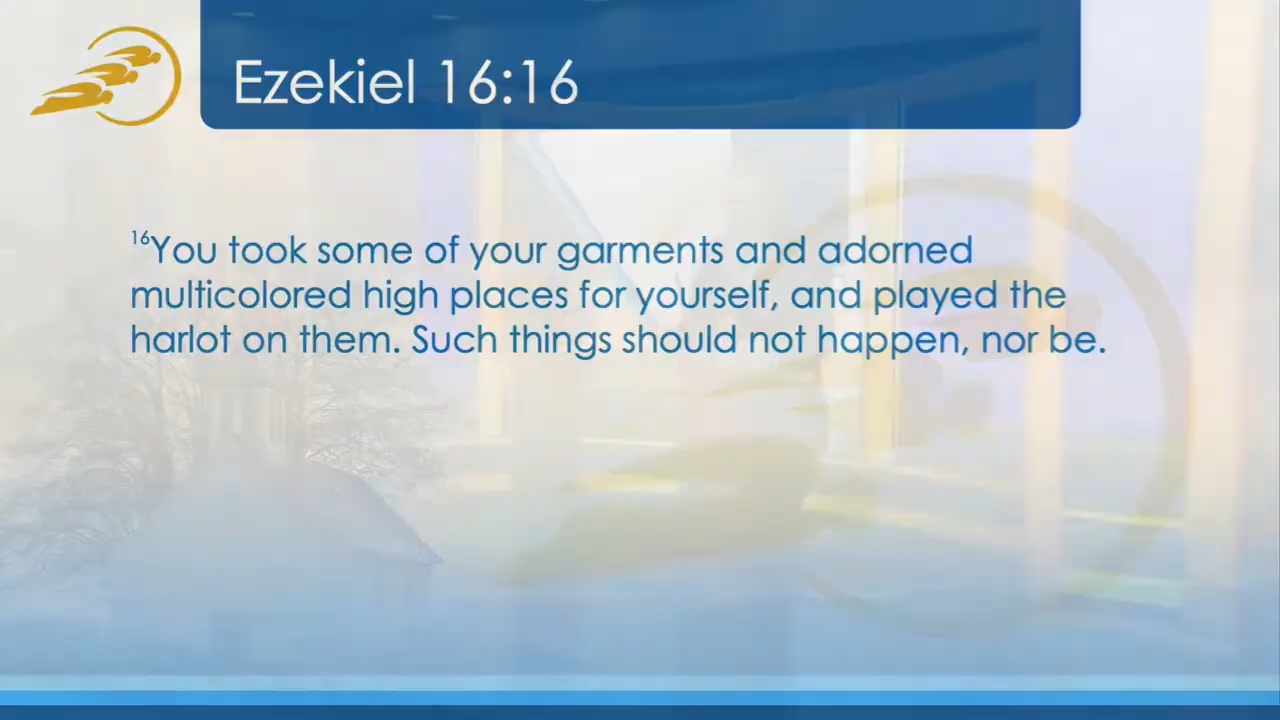 Ezekiel 16:16
16You took some of your garments and adorned
multicolored high places for yourself, and played the
harlot on them. Such things should not happen, nor be.